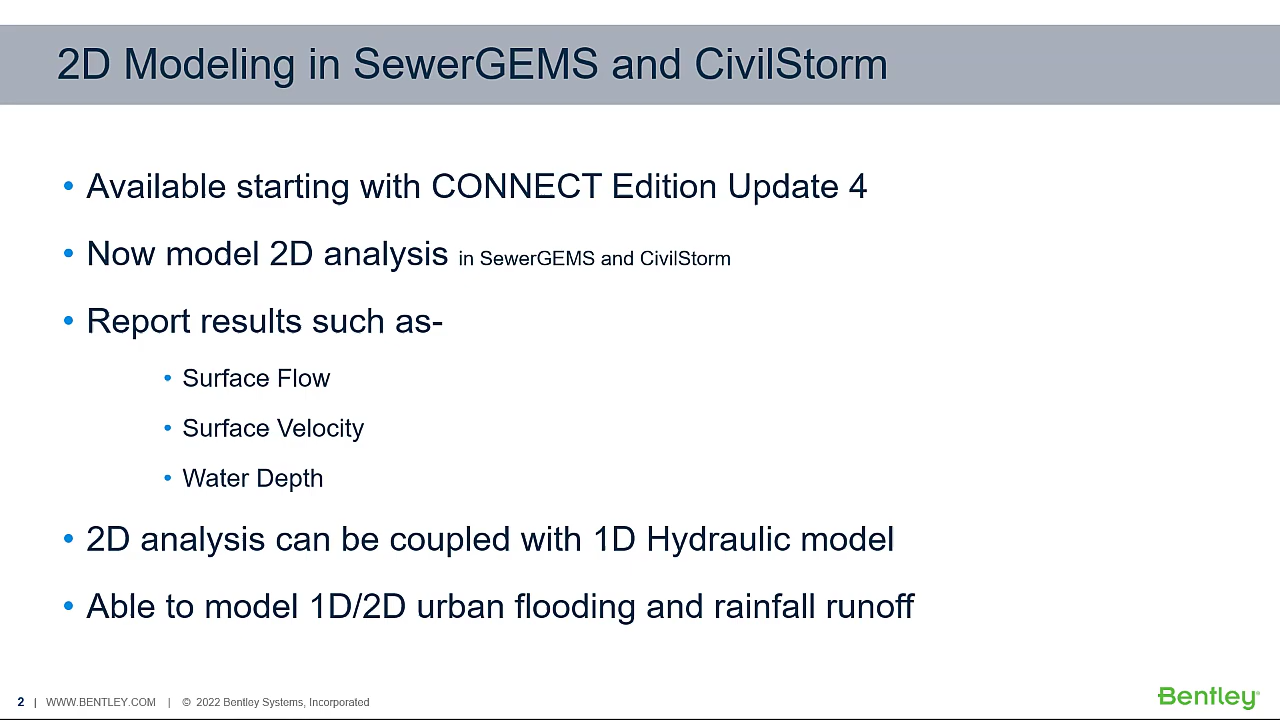 2D Modeling in SewerGEMS and CivilStorm
• Available starting with CONNECT Edition Update 4
• Now model 2D analysis in SewerGEMS and CivilStorm
• Report results such as-
• Surface Flow
• Surface Velocity
• Water Depth
• 2D analysis can be coupled with 1D Hydraulic model
• Able to model 1D/2D urban flooding and rainfall runoff
2 | WWW.BENTLEY.COM | © 2022 Bentley Systems, Incorporated
Bentley®